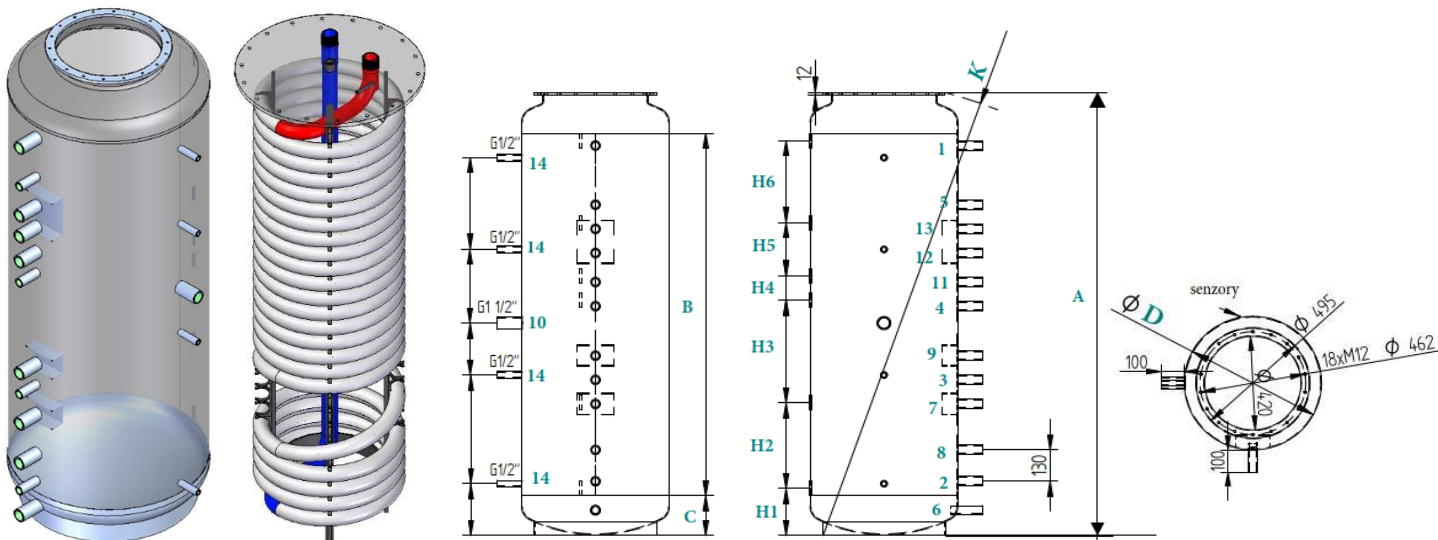 G1/2"
14
G1/2"
14
G1 1/2"
10
G1/2"
14
G1/2"
14
B
C
12
K
H6
H5
H4
H3
H2
H1
1
5
13
12
11
4
9
3
7
8
2
6
130
A
senzory
ϕ D
ϕ 495
18xM12 ϕ 462
100
ϕ 420
100